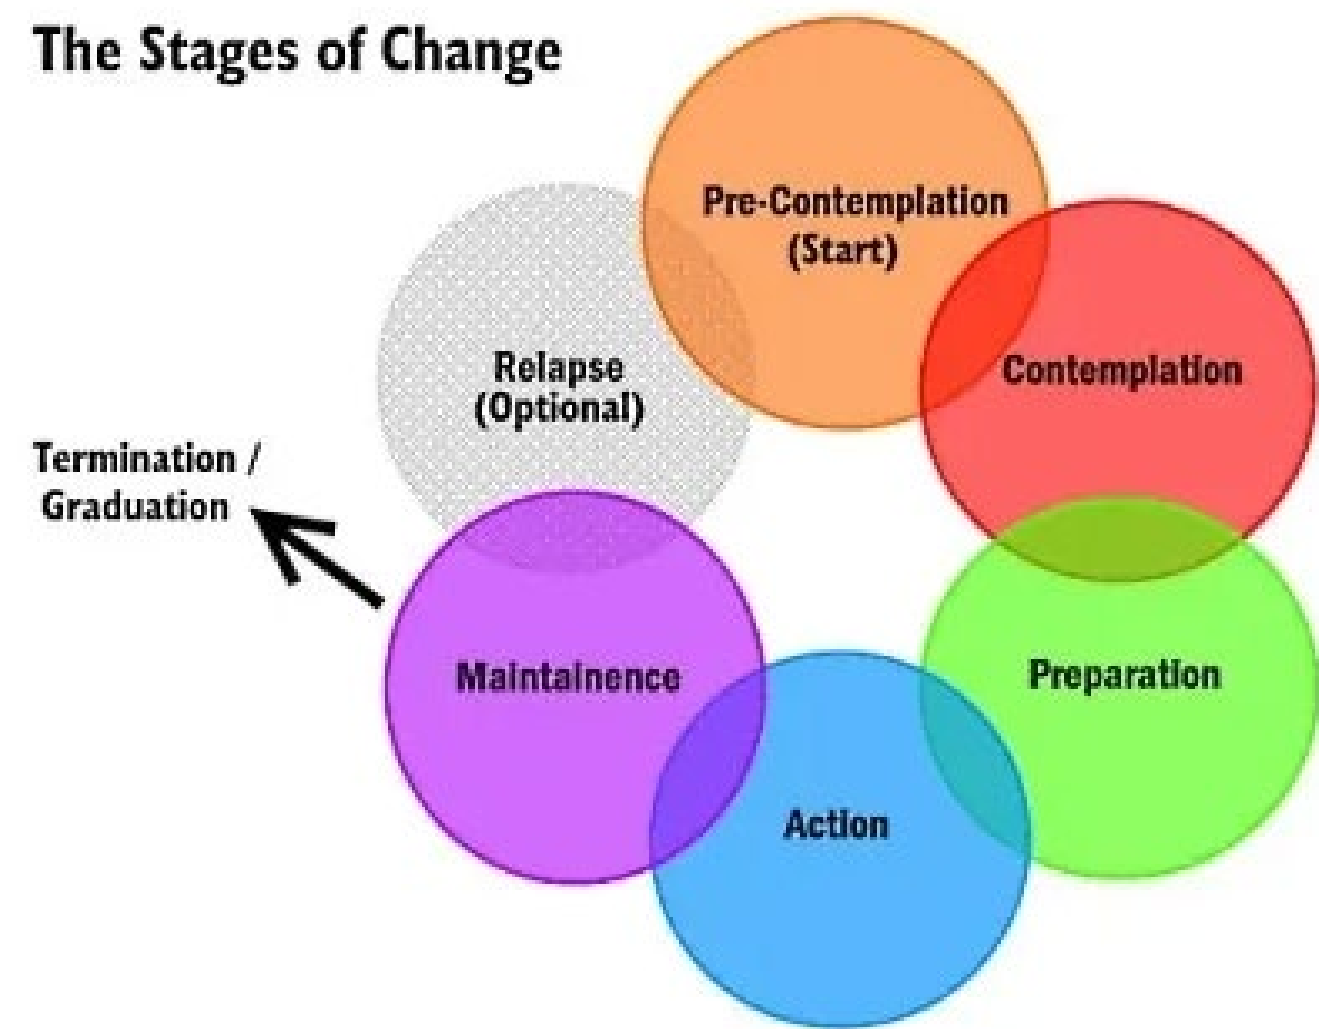 The Stages of Change
Pre-Contemplation
(Start)
Contemplation
Preparation
Action
Maintainence
Relapse
(Optional)
Termination /
Graduation